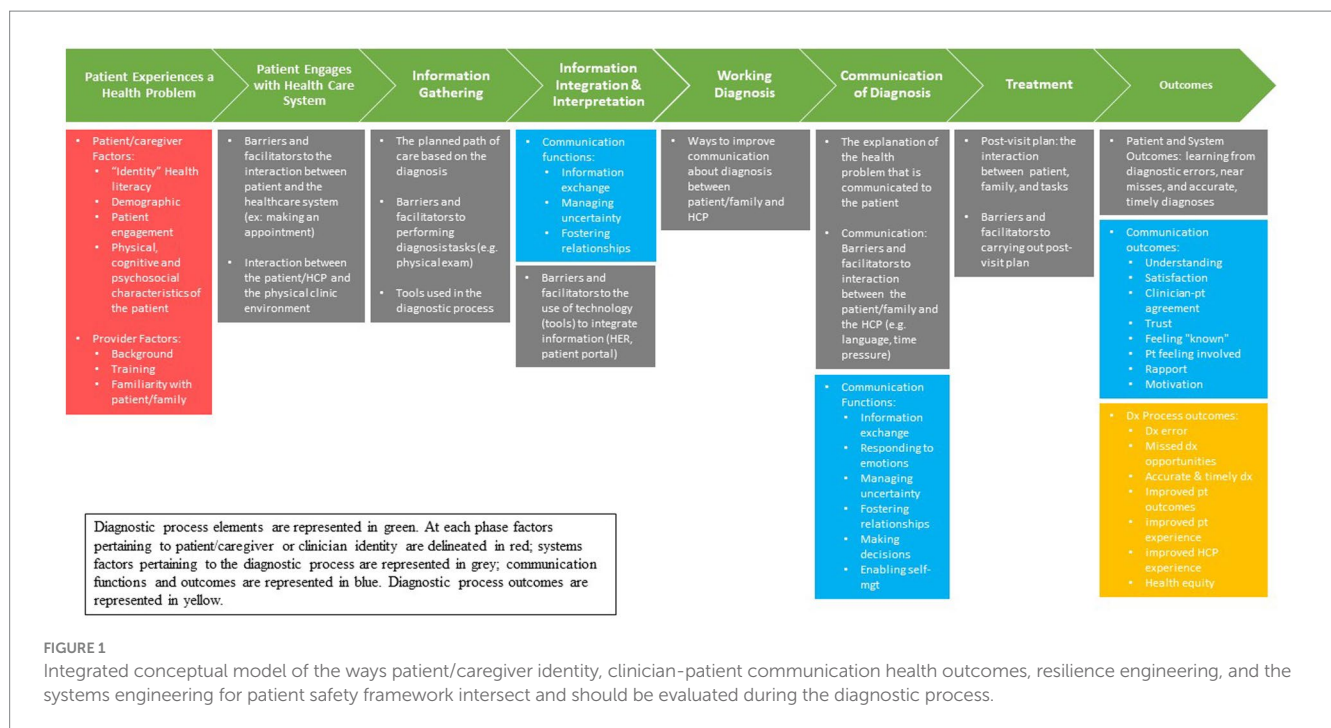 Patient Experiences a
Health Problem
Patient Engages
with Health Care
System
Information
Gathering
Information
Integration &
Interpretation
Working
Diagnosis
Communication
of Diagnosis
Treatment
Outcomes
• Patient/caregiver
Factors:
• "Identity" Health
literacy
• Demographic
• Patient
engagement
• Physical,
cognitive and
psychosocial
characteristics of
the patient
• Provider Factors:
• Background
• Training
• Familiarity with
patient/family
• Barriers and
facilitators to the
interaction between
patient and the
healthcare system
(ex: making an
appointment)
• Interaction between
the patient/HCP and
the physical clinic
environment
• The planned path of
care based on the
diagnosis
• Barriers and
facilitators to
performing
diagnosis tasks (e.g.
physical exam)
• Tools used in the
diagnostic process
• Communication
functions:
• Information
exchange
• Managing
uncertainty
• Fostering
relationships
• Barriers and
facilitators to the
use of technology
(tools) to integrate
information (HER,
patient portal)
• Ways to improve
communication
about diagnosis
between
patient/family and
HCP
• The explanation of
the health
problem that is
communicated to
the patient
• Communication:
Barriers and
facilitators to
interaction
between the
patient/family and
the HCP (e.g.
language, time
pressure)
• Communication
Functions:
• Information
exchange
• Responding to
emotions
• Managing
uncertainty
• Fostering
relationships
• Making
decisions
• Enabling self-
mgt
• Post-visit plan: the
interaction
between patient,
family, and tasks
• Barriers and
facilitators to
carrying out post-
visit plan
• Patient and System
Outcomes: learning from
diagnostic errors, near
misses, and accurate,
timely diagnoses
• Communication
outcomes:
• Understanding
• Satisfaction
• Clinician-pt
agreement
• Trust
• Feeling "known"
• Pt feeling involved
• Rapport
• Motivation
• Dx Process outcomes:
• Dx error
• Missed dx
opportunities
• Accurate & timely dx
• Improved pt
outcomes
• improved pt
experience
• Improved HCP
experience
• Health equity
Diagnostic process elements are represented in green. At each phase factors
pertaining to patient/caregiver or clinician identity are delineated in red; systems
factors pertaining to the diagnostic process are represented in grey; communication
functions and outcomes are represented in blue. Diagnostic process outcomes are
represented in yellow.
FIGURE 1
Integrated conceptual model of the ways patient/caregiver identity, clinician-patient communication health outcomes, resilience engineering, and the
systems engineering for patient safety framework intersect and should be evaluated during the diagnostic process.